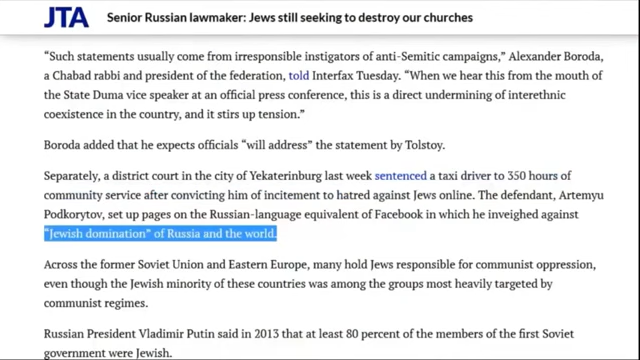 JTA Senior Russian lawmaker: Jews still seeking to destroy our churches
“Such statements usually come from irresponsible instigators of anti-Semitic campaigns,” Alexander Boroda,
a Chabad rabbi and president of the federation, told Interfax Tuesday. “When we hear this from the mouth of
the State Duma vice speaker at an official press conference, this is a direct undermining of interethnic
coexistence in the country, and it stirs up tension.”
Boroda added that he expects officials “will address” the statement by Tolstoy.
Separately, a district court in the city of Yekaterinburg last week sentenced a taxi driver to 350 hours of
community service after convicting him of incitement to hatred against Jews online. The defendant, Artemyu
Podkorytov, set up pages on the Russian-language equivalent of Facebook in which he inveighed against
“Jewish domination” of Russia and the world.
Across the former Soviet Union and Eastern Europe, many hold Jews responsible for communist oppression,
even though the Jewish minority of these countries was among the groups most heavily targeted by
communist regimes.
Russian President Vladimir Putin said in 2013 that at least 80 percent of the members of the first Soviet
government were Jewish.